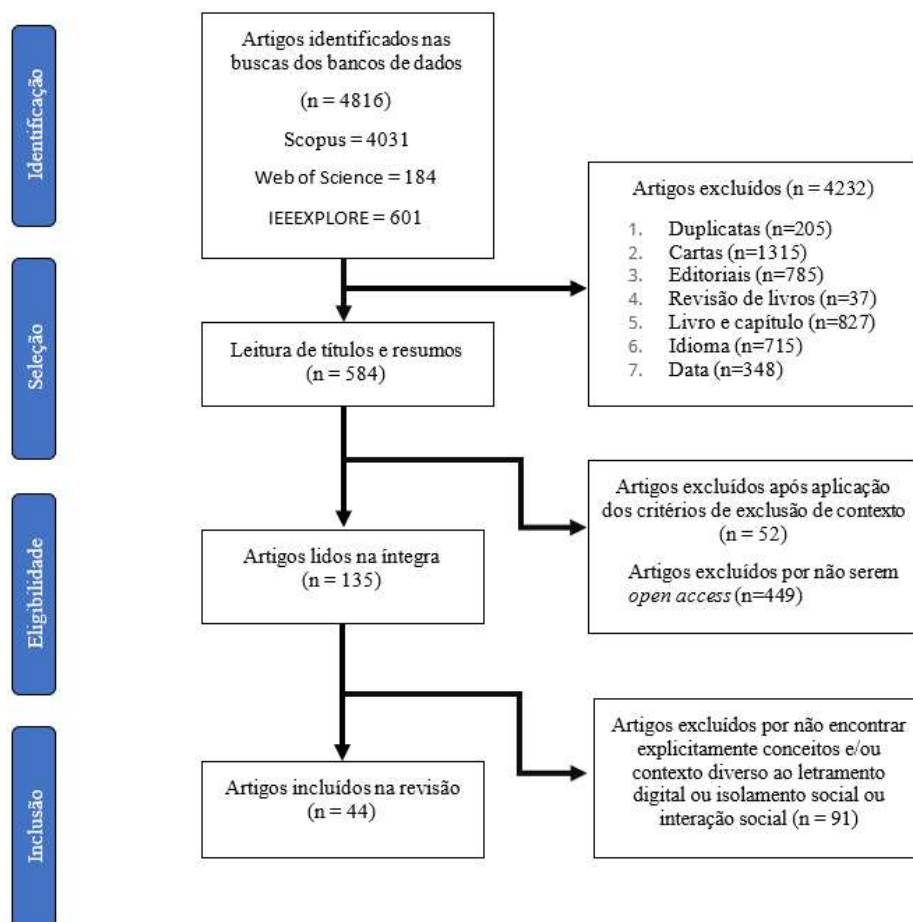 Identificação
Artigos identificados nas
buscas dos bancos de dados
(n = 4816)
Scopus = 4031
Web of Science = 184
IEEEXPLORE = 601
Artigos excluídos (n = 4232)
1. Duplicatas (n=205)
2. Cartas (n=1315)
3. Editoriais (n=785)
4. Revisão de livros (n=37)
5. Livro e capítulo (n=827)
6. Idioma (n=715)
7. Data (n=348)
Seleção
Leitura de títulos e resumos
(n = 584)
Artigos excluídos após aplicação
dos critérios de exclusão de contexto
(n = 52)
Artigos excluídos por não serem
open access (n=449)
Eligibilidade
Artigos lidos na íntegra
(n = 135)
Artigos excluídos por não encontrar
explicitamente conceitos e/ou
contexto diverso ao letramento
digital ou isolamento social ou
interação social (n = 91)
Inclusão
Artigos incluídos na revisão
(n = 44)